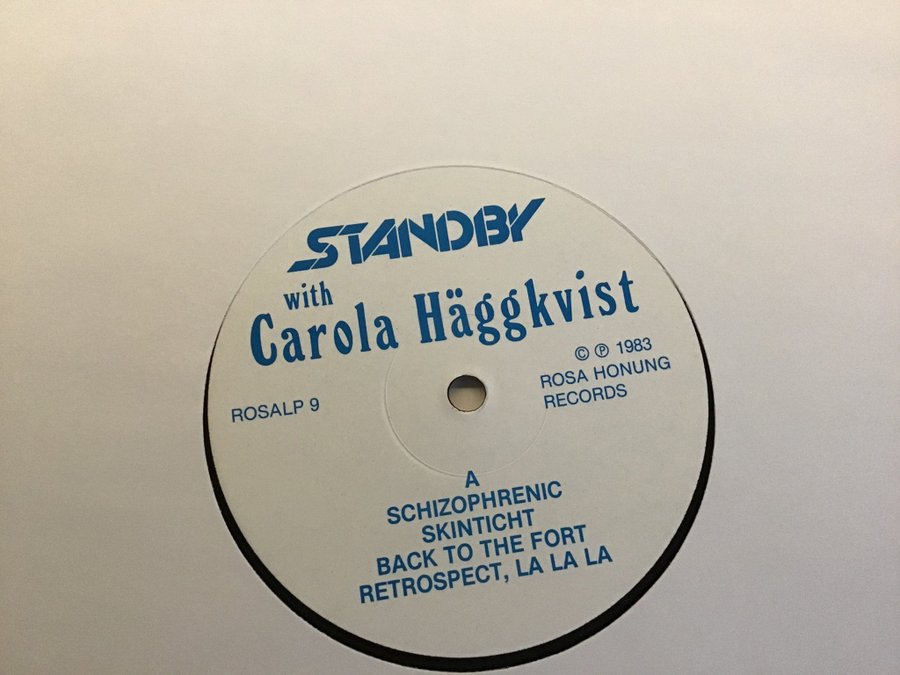 STANDBY
with
Carola Häggkvist
© ℗ 1983
ROSA HONUNG
RECORDS
ROSALP 9
A
SCHIZOPHRENIC
SKINTICHT
BACK TO THE FORT
RETROSPECT, LA LA LA